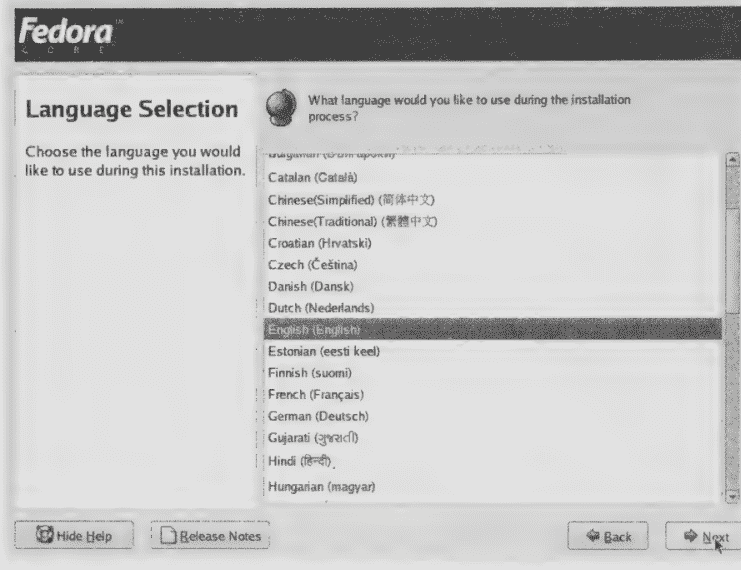 Fedora™
CORE
Language Selection
Choose the language you would
like to use during this installation.
What language would you like to use during the installation
process?
Catalan (Català)
Chinese(Simplified) (简体中文)
Chinese(Traditional) (繁體中文)
Croatian (Hrvatski)
Czech (Čeština)
Danish (Dansk)
Dutch (Nederlands)
English (English)
Estonian (eesti keel)
Finnish (suomi)
French (Français)
German (Deutsch)
Gujarati (ગુજરાતી)
Hindi (हिन्दी)
Hungarian (magyar)
Hide Help
Release Notes
Back
Next